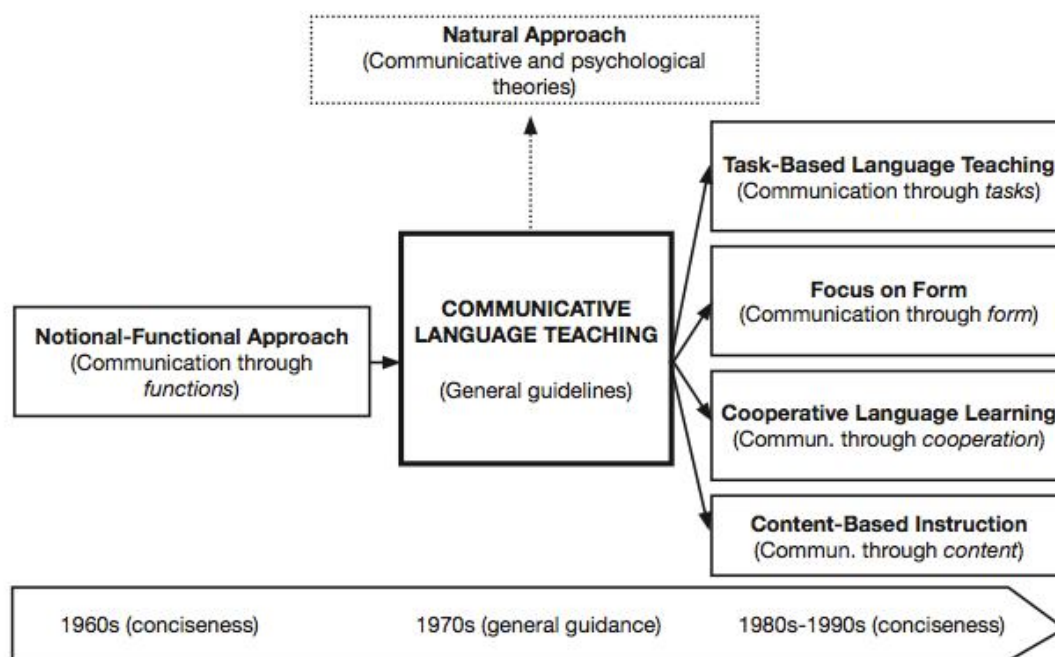 Natural Approach
(Communicative and psychological
theories)
Task-Based Language Teaching
(Communication through tasks)
COMMUNICATIVE
LANGUAGE TEACHING
(General guidelines)
Focus on Form
(Communication through form)
Notional-Functional Approach
(Communication through
functions)
Cooperative Language Learning
(Commun. through cooperation)
Content-Based Instruction
(Commun. through content)
1960s (conciseness)
1970s (general guidance)
1980s-1990s (conciseness)